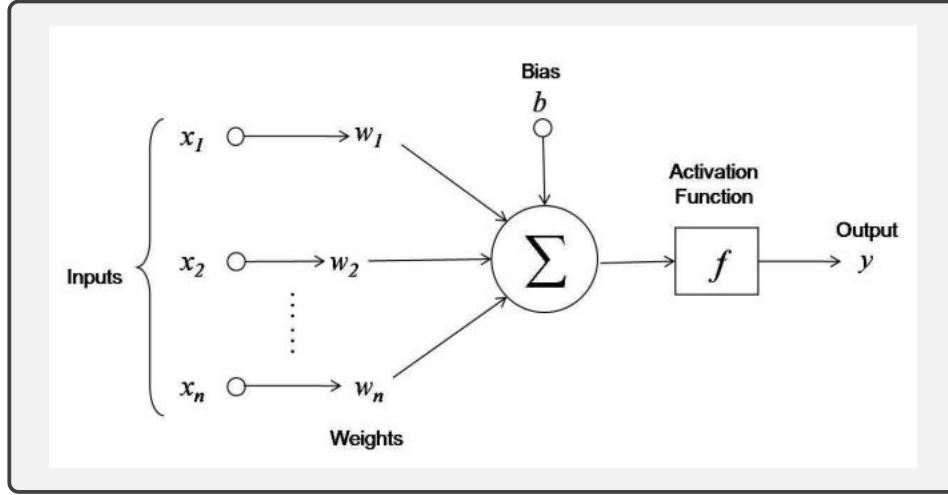 Bias
b
x₁ w₁
Activation
Function
Output
Inputs x₂ w₂ Σ f y
xₙ wₙ
Weights